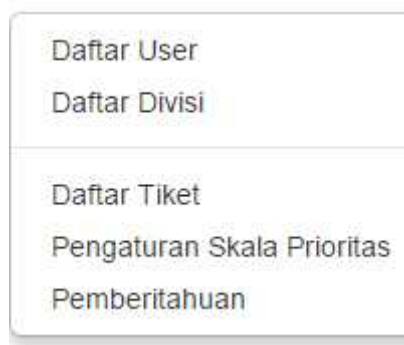 Daftar User
Daftar Divisi
Daftar Tiket
Pengaturan Skala Prioritas
Pemberitahuan